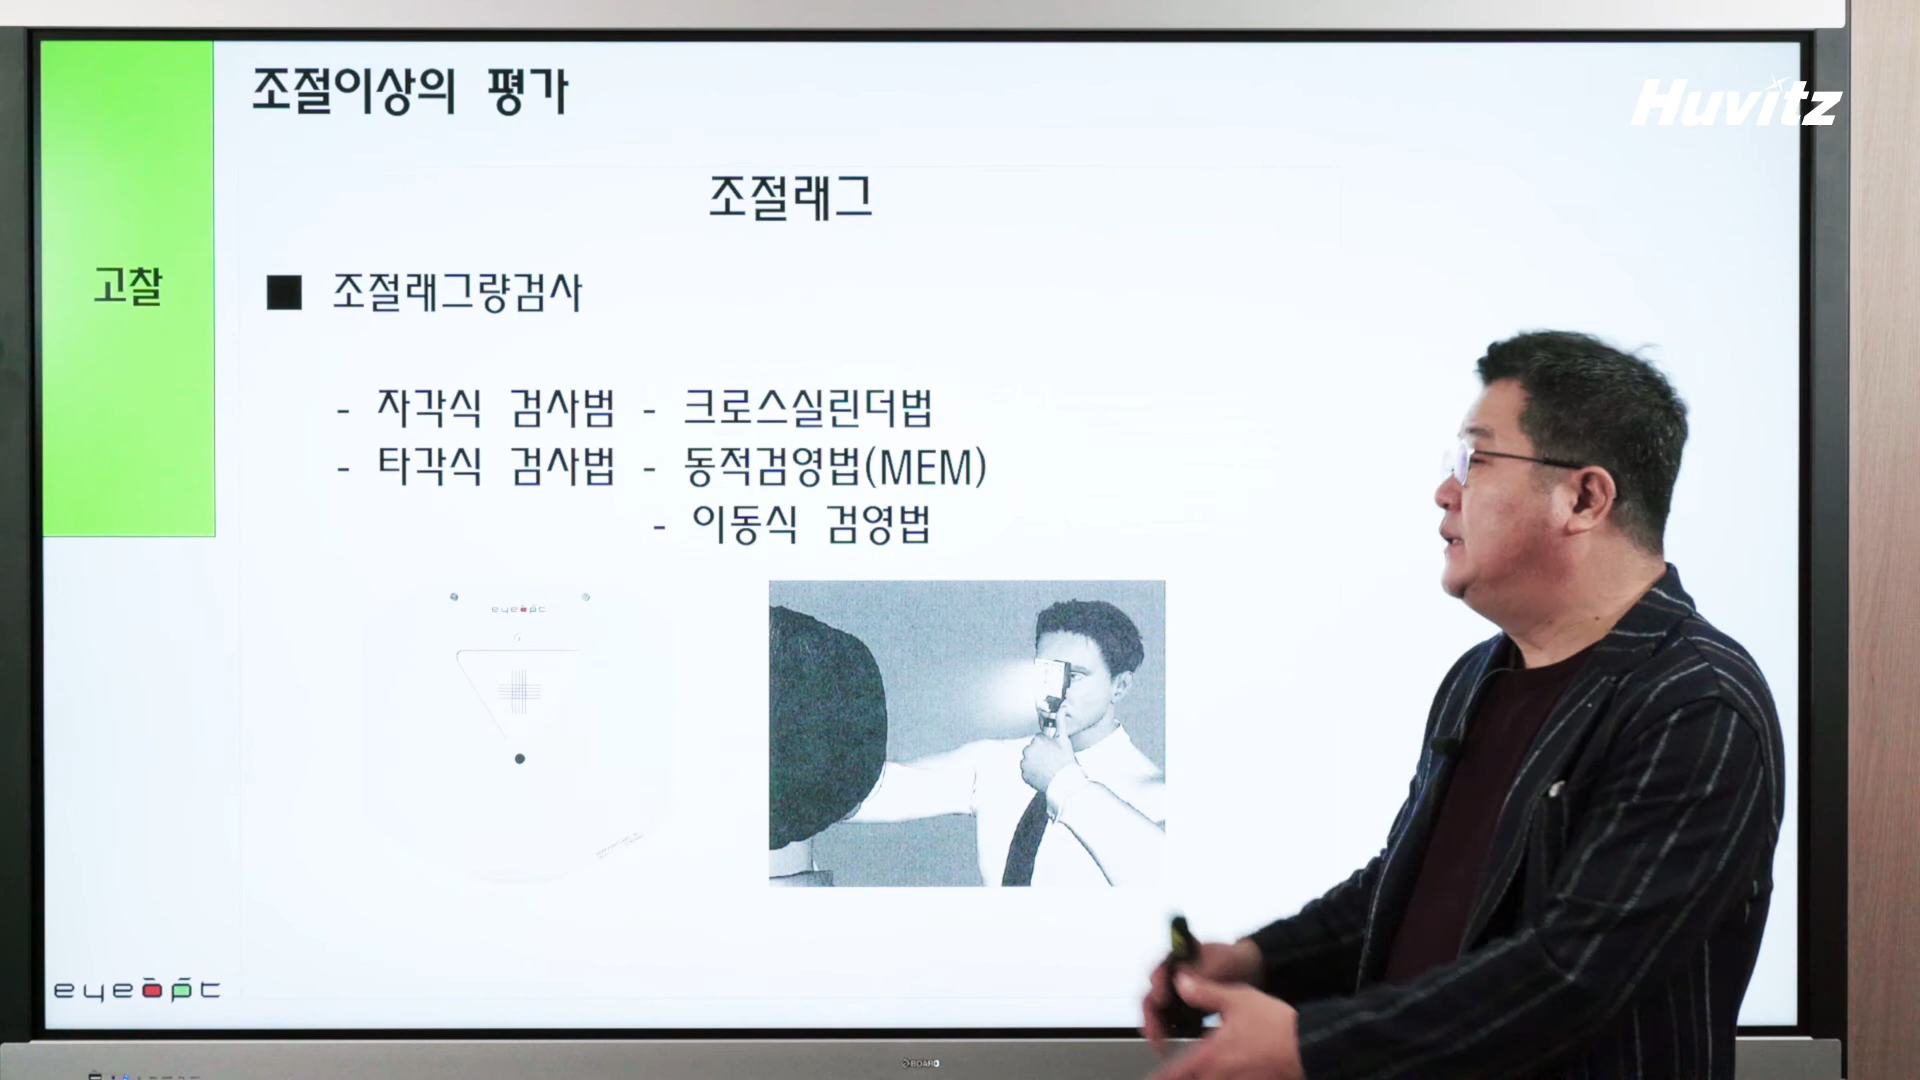 조절이상의 평가
Huvitz
조절래그
고찰
■ 조절래그량검사
- 자각식 검사범 - 크로스실린더법
- 타각식 검사법 - 동적검영법(MEM)
- 이동식 검영법
eyeopt
eyeopt
BOARD